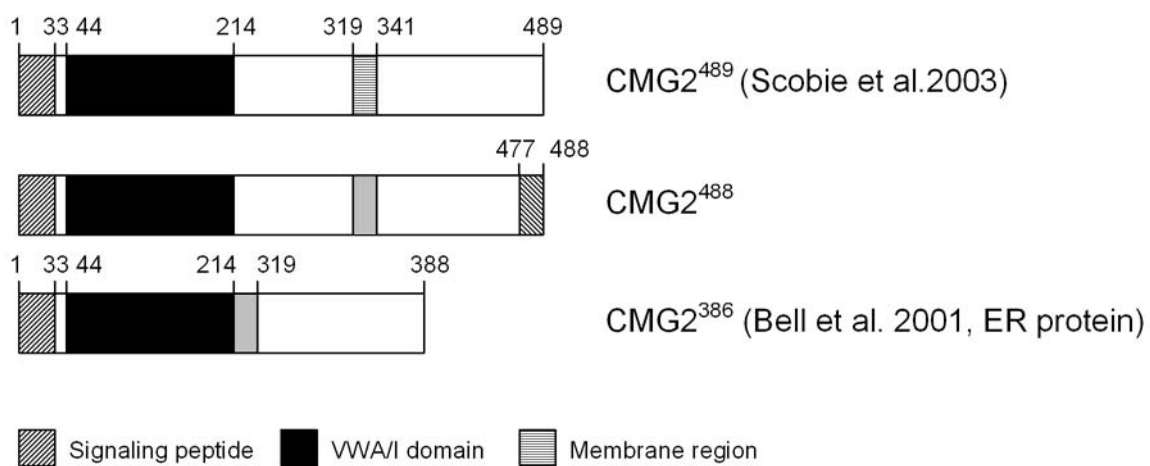 1 33 44 214 319 341 489
CMG2489 (Scobie et al.2003)
477 488
CMG2488
1 33 44 214 319 388
CMG2386 (Bell et al. 2001, ER protein)
Signaling peptide VWA/I domain Membrane region